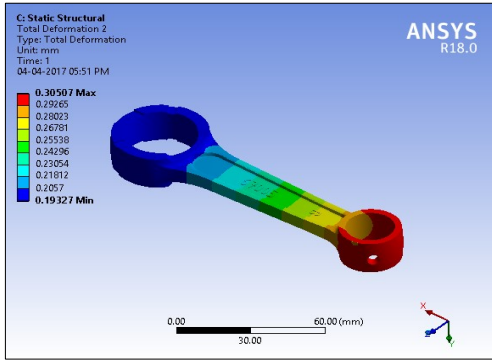 C: Static Structural
Total Deformation 2
Type: Total Deformation
Unit: mm
Time: 1
04-04-2017 05:51 PM
ANSYS
R18.0
0.30507 Max
0.29265
0.28023
0.26781
0.25538
0.24296
0.23054
0.21812
0.2057
0.19327 Min
0.00
60.00 (mm)
30.00
X
Y